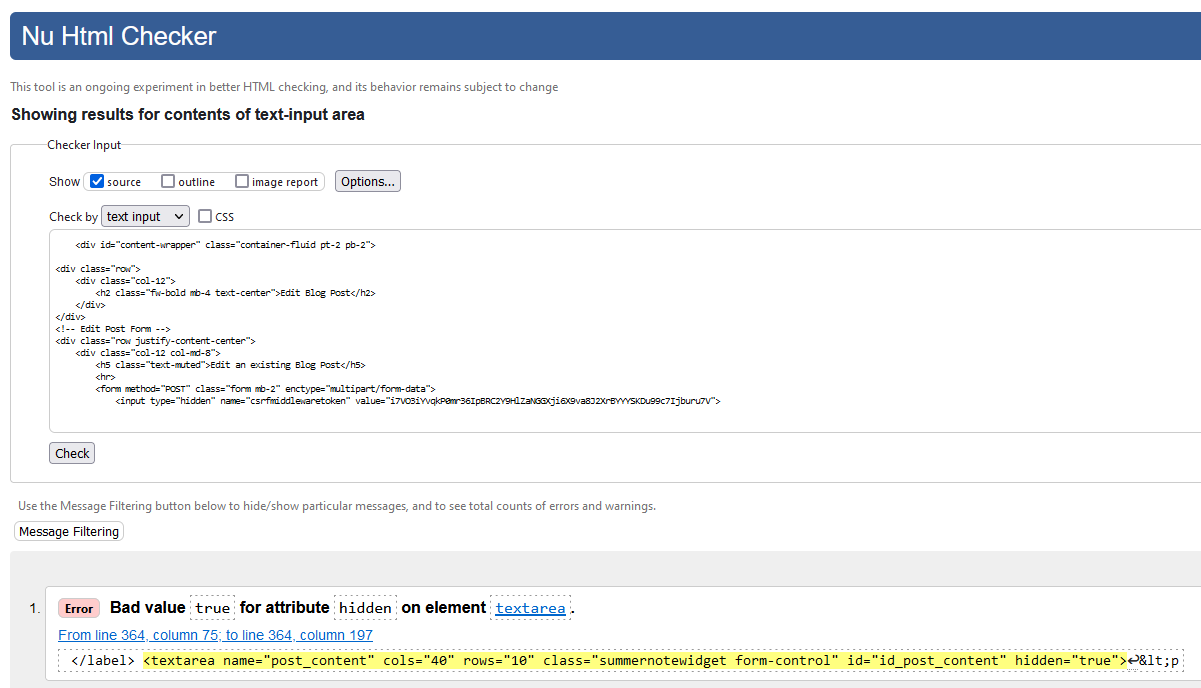 Nu Html Checker
This tool is an ongoing experiment in better HTML checking, and its behavior remains subject to change
Showing results for contents of text-input area
Checker Input
Show source outline image report Options...
Check by text input CSS
<div id="content-wrapper" class="container-fluid pt-2 pb-2">
<div class="row">
<div class="col-12">
<h2 class="fw-bold mb-4 text-center">Edit Blog Post</h2>
</div>
</div>
<!-- Edit Post Form -->
<div class="row justify-content-center">
<div class="col-12 col-md-8">
<h5 class="text-muted">Edit an existing Blog Post</h5>
<hr>
<form method="POST" class="form mb-2" enctype="multipart/form-data">
<input type="hidden" name="csrfmiddlewaretoken" value="i7VO3iYvqkP0mr36IpBRC2Y9HlZaNGGXji6X9va8J2XrBYVYSKDu99c7Ijburu7V">
Check
Use the Message Filtering button below to hide/show particular messages, and to see total counts of errors and warnings.
Message Filtering
1. Error Bad value true for attribute hidden on element textarea.
From line 364, column 75; to line 364, column 197
</label> <textarea name="post_content" cols="40" rows="10" class="summernotewidget form-control" id="id_post_content" hidden="true">↩&lt;p